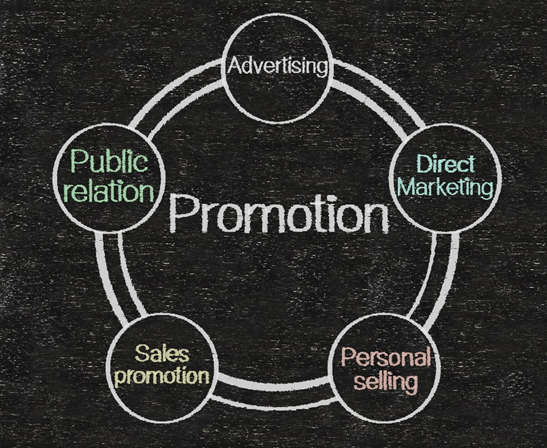 Advertising
Public
relation
Direct
Marketing
Promotion
Sales
promotion
Personal
selling